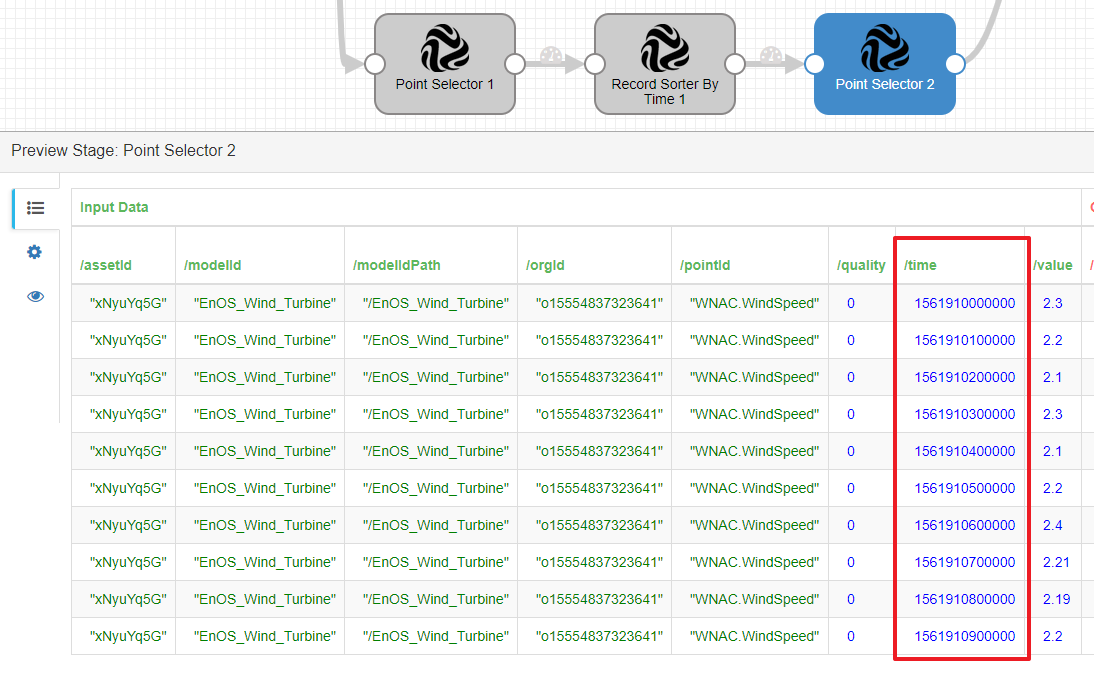 Point Selector 1
Record Sorter By
Time 1
Point Selector 2
Preview Stage: Point Selector 2
Input Data
/assetId /modelId /modelIdPath /orgId /pointId /quality /time /value
"xNyuYq5G" "EnOS_Wind_Turbine" "/EnOS_Wind_Turbine" "o15554837323641" "WNAC.WindSpeed" 0 1561910000000 2.3
"xNyuYq5G" "EnOS_Wind_Turbine" "/EnOS_Wind_Turbine" "o15554837323641" "WNAC.WindSpeed" 0 1561910100000 2.2
"xNyuYq5G" "EnOS_Wind_Turbine" "/EnOS_Wind_Turbine" "o15554837323641" "WNAC.WindSpeed" 0 1561910200000 2.1
"xNyuYq5G" "EnOS_Wind_Turbine" "/EnOS_Wind_Turbine" "o15554837323641" "WNAC.WindSpeed" 0 1561910300000 2.3
"xNyuYq5G" "EnOS_Wind_Turbine" "/EnOS_Wind_Turbine" "o15554837323641" "WNAC.WindSpeed" 0 1561910400000 2.1
"xNyuYq5G" "EnOS_Wind_Turbine" "/EnOS_Wind_Turbine" "o15554837323641" "WNAC.WindSpeed" 0 1561910500000 2.2
"xNyuYq5G" "EnOS_Wind_Turbine" "/EnOS_Wind_Turbine" "o15554837323641" "WNAC.WindSpeed" 0 1561910600000 2.4
"xNyuYq5G" "EnOS_Wind_Turbine" "/EnOS_Wind_Turbine" "o15554837323641" "WNAC.WindSpeed" 0 1561910700000 2.21
"xNyuYq5G" "EnOS_Wind_Turbine" "/EnOS_Wind_Turbine" "o15554837323641" "WNAC.WindSpeed" 0 1561910800000 2.19
"xNyuYq5G" "EnOS_Wind_Turbine" "/EnOS_Wind_Turbine" "o15554837323641" "WNAC.WindSpeed" 0 1561910900000 2.2